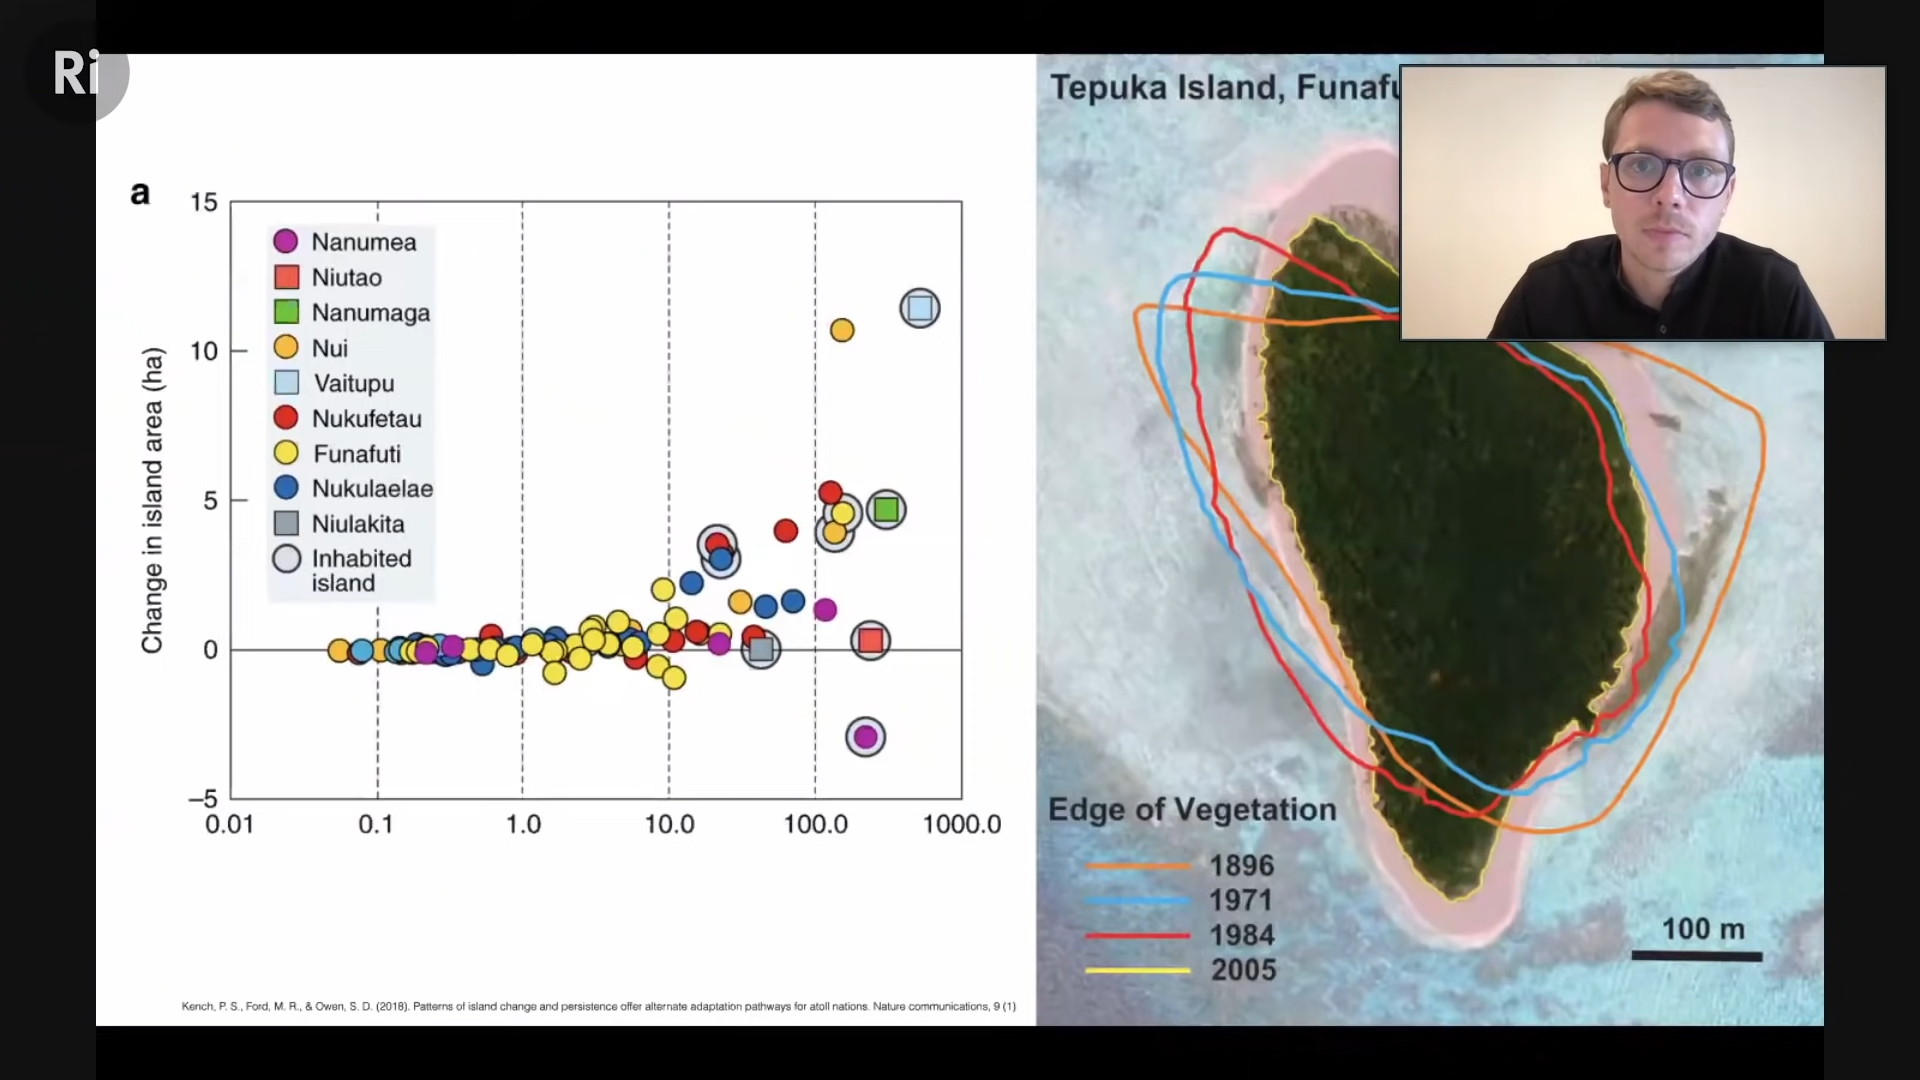 Ri
a
15
10
5
0
–5
Change in island area (ha)
Nanumea
Niutao
Nanumaga
Nui
Vaitupu
Nukufetau
Funafuti
Nukulaelae
Niulakita
Inhabited
island
0.01 0.1 1.0 10.0 100.0 1000.0
Kench, P. S., Ford, M. R., & Owen, S. D. (2018). Patterns of island change and persistence offer alternate adaptation pathways for atoll nations. Nature communications, 9 (1)
Tepuka Island,
Edge of Vegetation
1896
1971
1984
2005
100 m